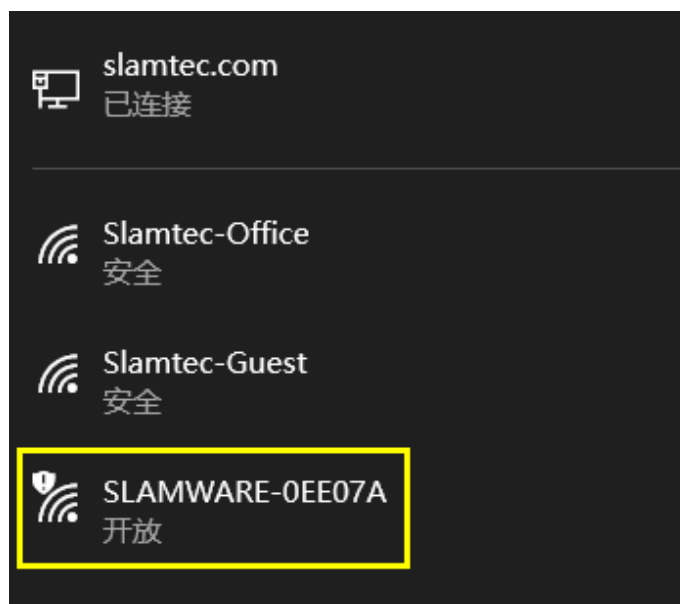 slamtec.com
已连接
Slamtec-Office
安全
Slamtec-Guest
安全
SLAMWARE-0EE07A
开放